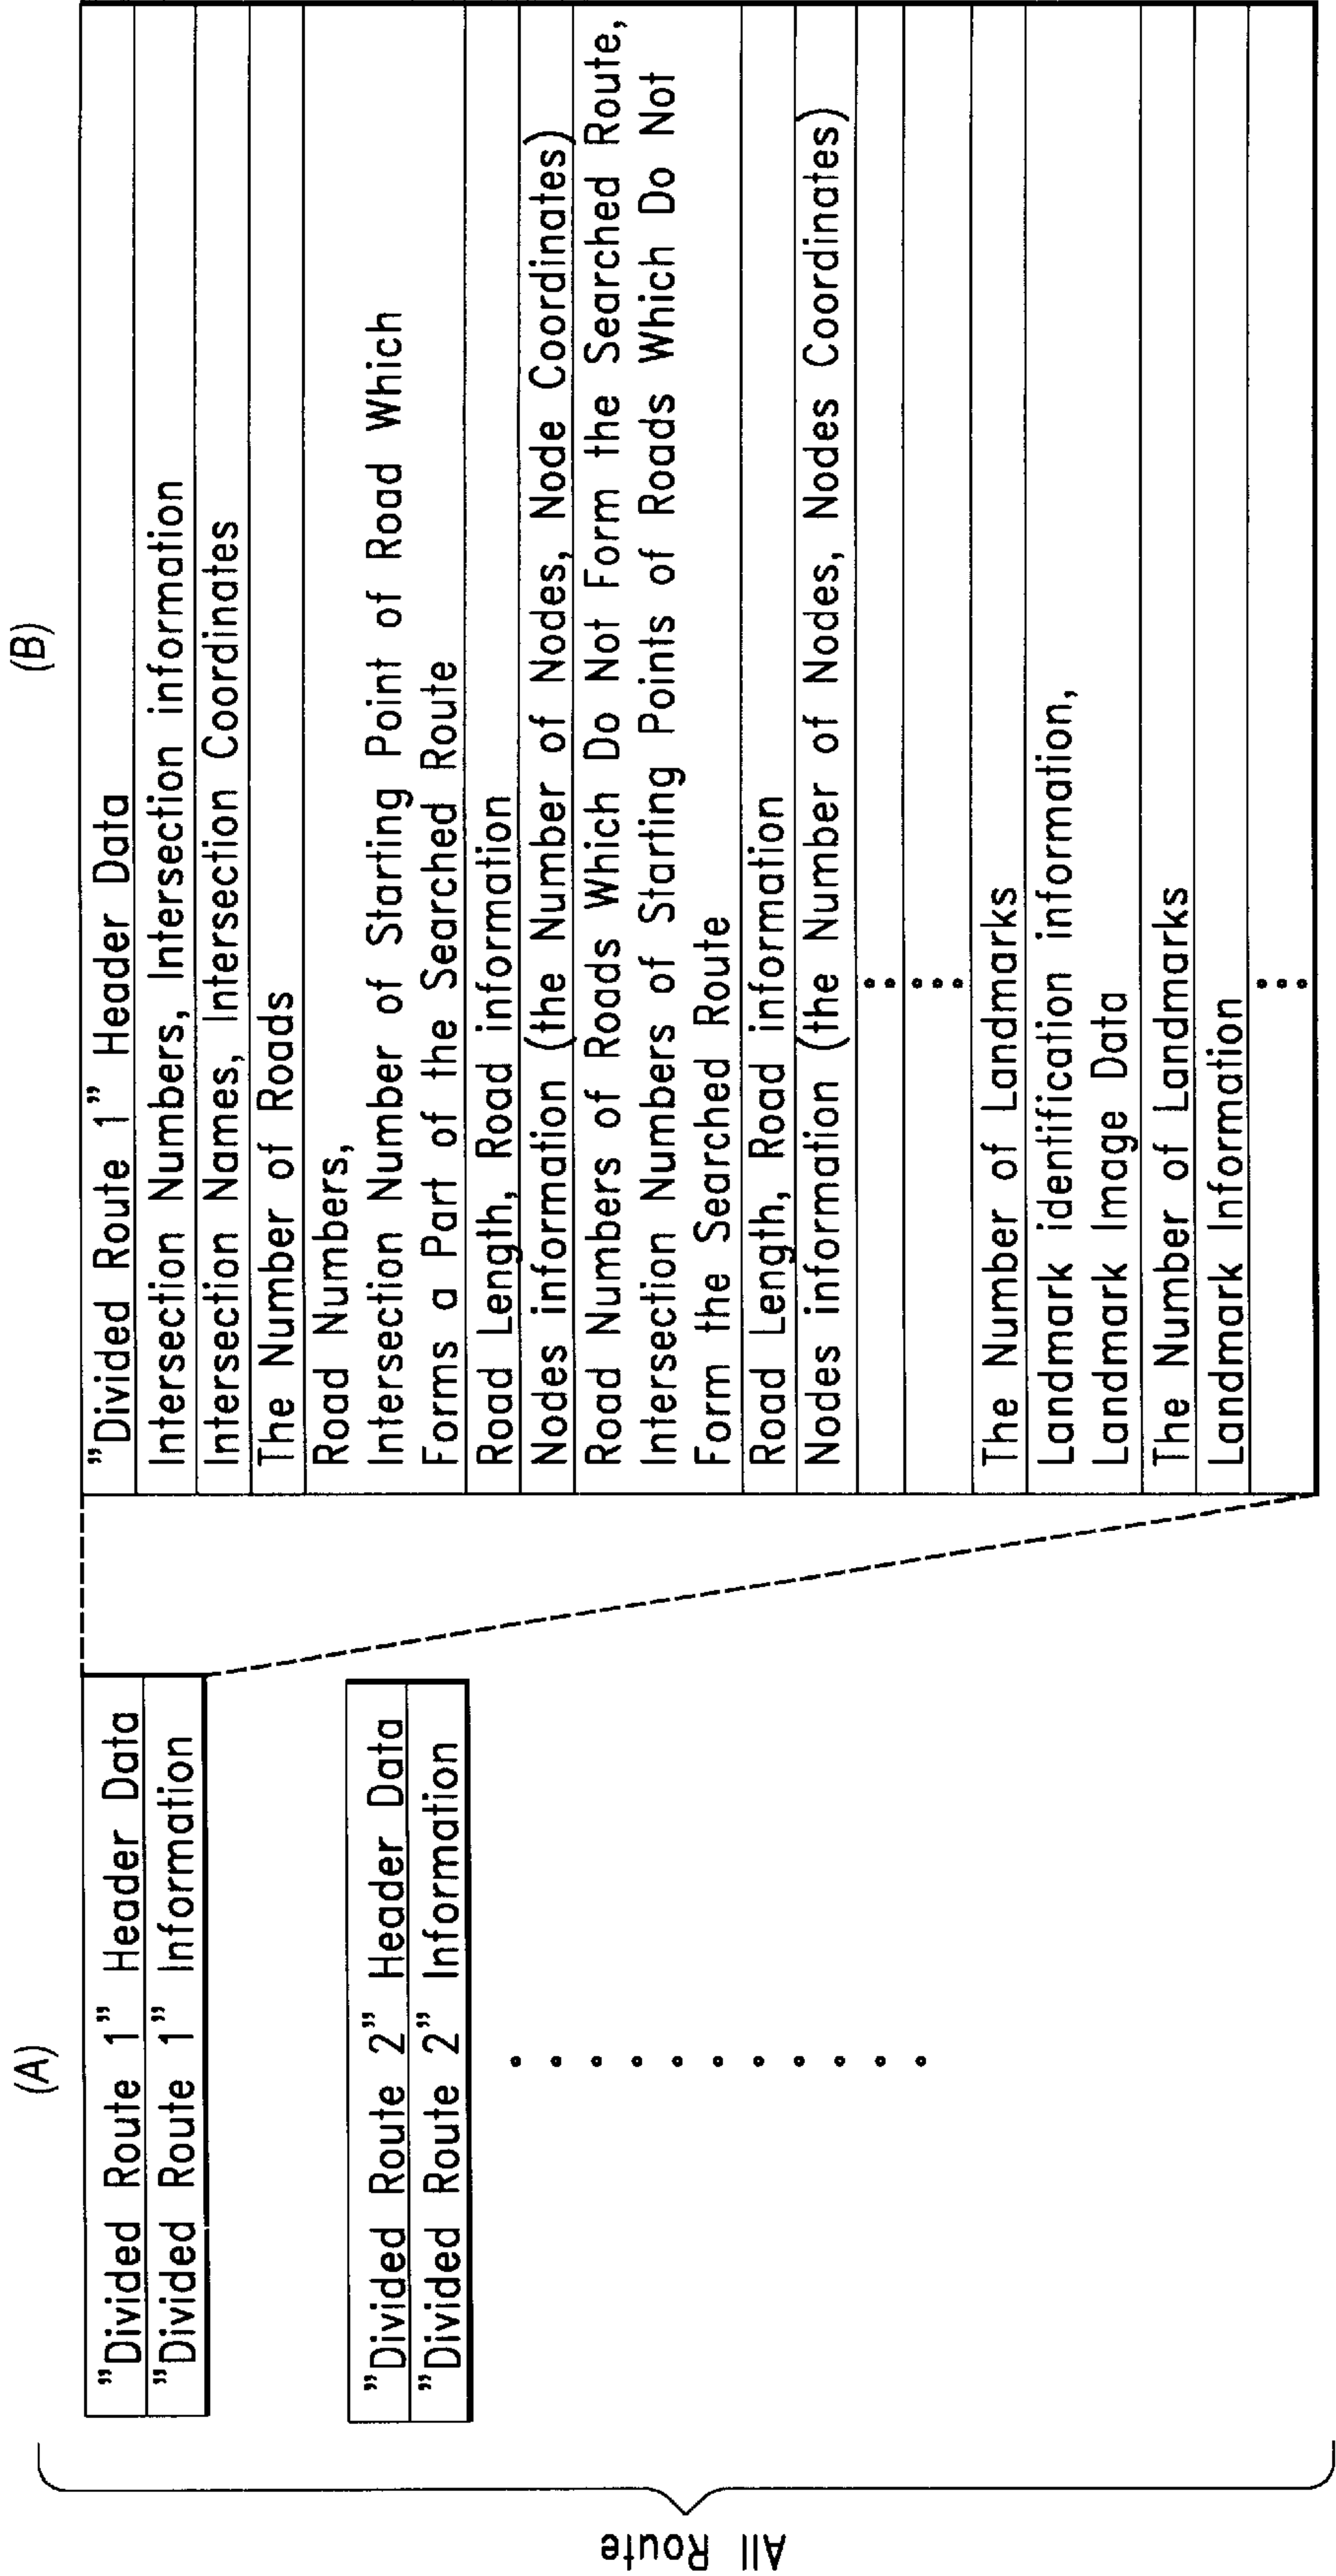 (A)
"Divided Route 1" Header Data
"Divided Route 1" Information
"Divided Route 2" Header Data
"Divided Route 2" Information
All Route
(B)
"Divided Route 1" Header Data
Intersection Numbers, Intersection information
Intersection Names, Intersection Coordinates
The Number of Roads
Road Numbers,
Intersection Number of Starting Point of Road Which
Forms a Part of the Searched Route
Road Length, Road information
Nodes information (the Number of Nodes, Node Coordinates)
Road Numbers of Roads Which Do Not Form the Searched Route,
Intersection Numbers of Starting Points of Roads Which Do Not
Form the Searched Route
Road Length, Road information
Nodes information (the Number of Nodes, Nodes Coordinates)
The Number of Landmarks
Landmark identification information,
Landmark Image Data
The Number of Landmarks
Landmark Information